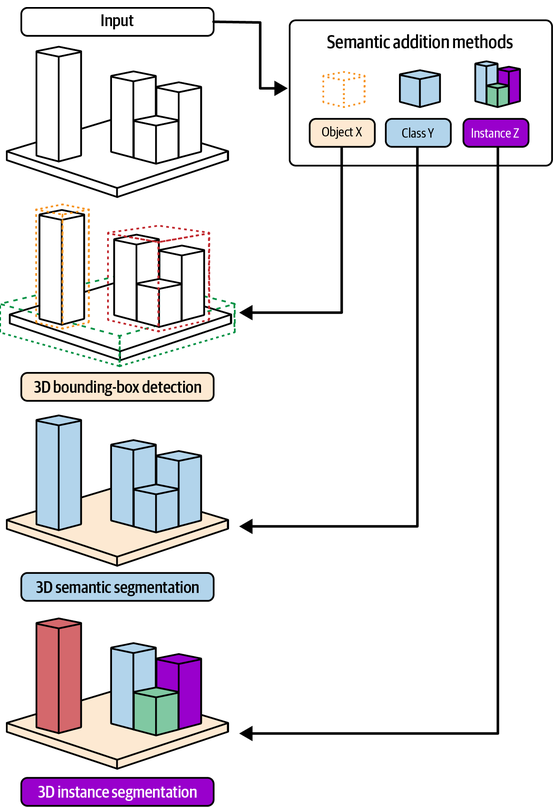 Input
Semantic addition methods
Object X
Class Y
Instance Z
3D bounding-box detection
3D semantic segmentation
3D instance segmentation